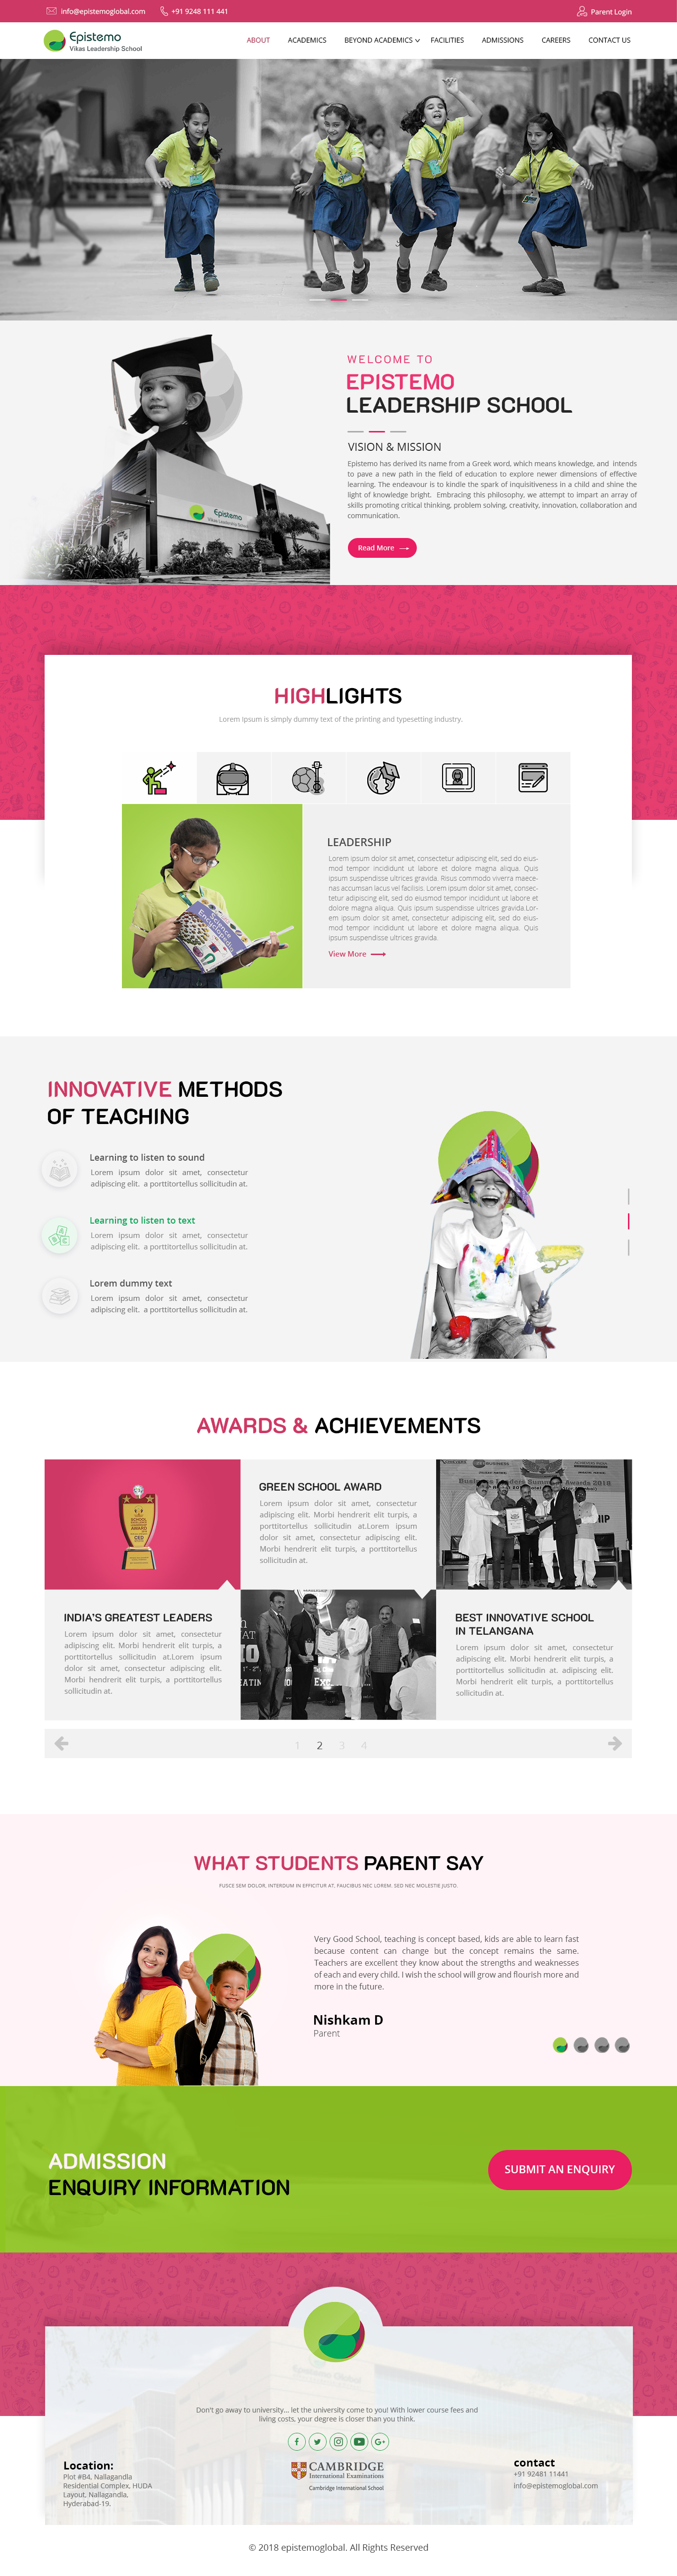 info@epistemoglobal.com +91 9248 111 441 Parent Login
Epistemo
Vikas Leadership School
ABOUT ACADEMICS BEYOND ACADEMICS FACILITIES ADMISSIONS CAREERS CONTACT US
WELCOME TO
EPISTEMO
LEADERSHIP SCHOOL
VISION & MISSION
Epistemo has derived its name from a Greek word, which means knowledge, and intends
to pave a new path in the field of education to explore newer dimensions of effective
learning. The endeavour is to kindle the spark of inquisitiveness in a child and shine the
light of knowledge bright. Embracing this philosophy, we attempt to impart an array of
skills promoting critical thinking, problem solving, creativity, innovation, collaboration and
communication.
Read More
Epistemo
Vikas Leadership School
HIGHLIGHTS
Lorem Ipsum is simply dummy text of the printing and typesetting industry.
LEADERSHIP
Lorem ipsum dolor sit amet, consectetur adipiscing elit, sed do eius-
mod tempor incididunt ut labore et dolore magna aliqua. Quis
ipsum suspendisse ultrices gravida. Risus commodo viverra maece-
nas accumsan lacus vel facilisis. Lorem ipsum dolor sit amet, consec-
tetur adipiscing elit, sed do eiusmod tempor incididunt ut labore et
dolore magna aliqua. Quis ipsum suspendisse ultrices gravida.Lor-
em ipsum dolor sit amet, consectetur adipiscing elit, sed do eius-
mod tempor incididunt ut labore et dolore magna aliqua. Quis
ipsum suspendisse ultrices gravida.
View More
Science
Encyclopedia
INNOVATIVE METHODS
OF TEACHING
Learning to listen to sound
Lorem ipsum dolor sit amet, consectetur
adipiscing elit. a porttitortellus sollicitudin at.
Learning to listen to text
Lorem ipsum dolor sit amet, consectetur
adipiscing elit. a porttitortellus sollicitudin at.
Lorem dummy text
Lorem ipsum dolor sit amet, consectetur
adipiscing elit. a porttitortellus sollicitudin at.
AWARDS & ACHIEVEMENTS
GREEN SCHOOL AWARD
Lorem ipsum dolor sit amet, consectetur
adipiscing elit. Morbi hendrerit elit turpis, a
porttitortellus sollicitudin at.Lorem ipsum
dolor sit amet, consectetur adipiscing elit.
Morbi hendrerit elit turpis, a porttitortellus
sollicitudin at.
INDIA'S GREATEST LEADERS
Lorem ipsum dolor sit amet, consectetur
adipiscing elit. Morbi hendrerit elit turpis, a
porttitortellus sollicitudin at.Lorem ipsum
dolor sit amet, consectetur adipiscing elit.
Morbi hendrerit elit turpis, a porttitortellus
sollicitudin at.
BEST INNOVATIVE SCHOOL
IN TELANGANA
Lorem ipsum dolor sit amet, consectetur
adipiscing elit. Morbi hendrerit elit turpis, a
porttitortellus sollicitudin at. adipiscing elit.
Morbi hendrerit elit turpis, a porttitortellus
sollicitudin at.
1 2 3 4
WHAT STUDENTS PARENT SAY
FUSCE SEM DOLOR, INTERDUM IN EFFICITUR AT, FAUCIBUS NEC LOREM. SED NEC MOLESTIE JUSTO.
Very Good School, teaching is concept based, kids are able to learn fast
because content can change but the concept remains the same.
Teachers are excellent they know about the strengths and weaknesses
of each and every child. I wish the school will grow and flourish more and
more in the future.
Nishkam D
Parent
ADMISSION
ENQUIRY INFORMATION
SUBMIT AN ENQUIRY
Don't go away to university... let the university come to you! With lower course fees and
living costs, your degree is closer than you think.
Location:
Plot #B4, Nallagandla
Residential Complex, HUDA
Layout, Nallagandla,
Hyderabad-19.
CAMBRIDGE
International Examinations
Cambridge International School
contact
+91 92481 11441
info@epistemoglobal.com
© 2018 epistemoglobal. All Rights Reserved